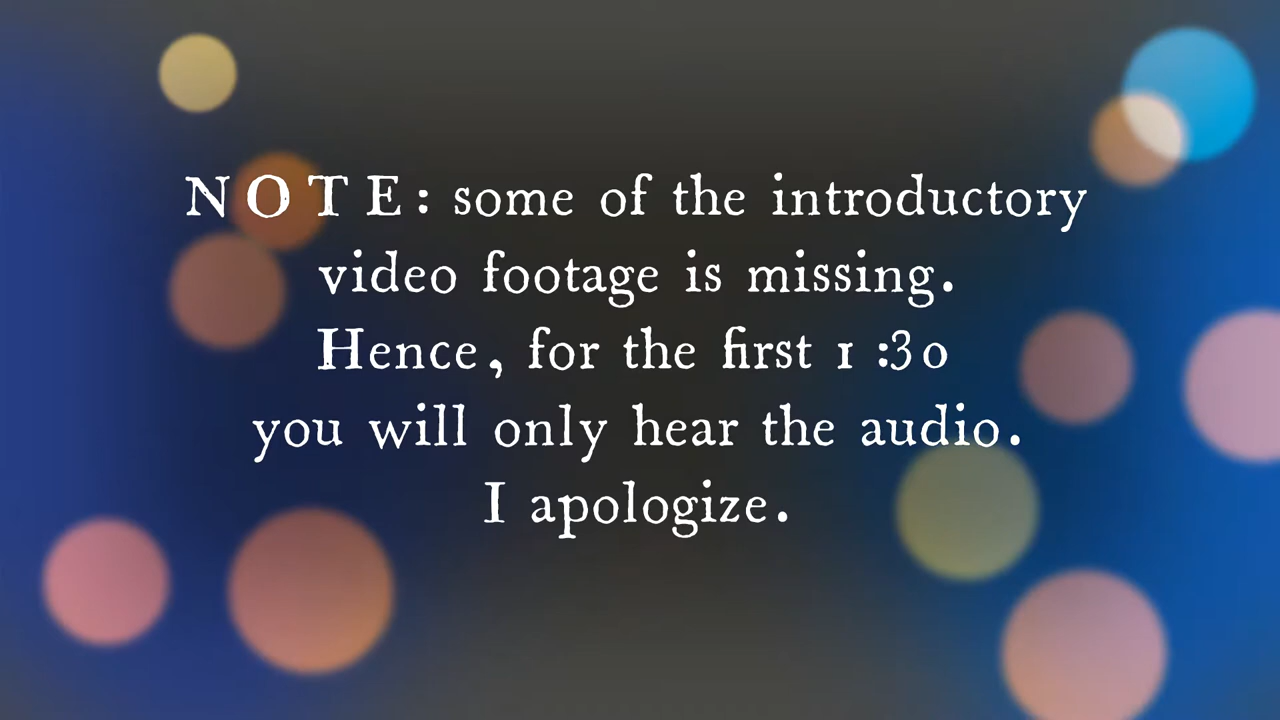 NOTE: some of the introductory
video footage is missing.
Hence, for the first 1:30
you will only hear the audio.
I apologize.